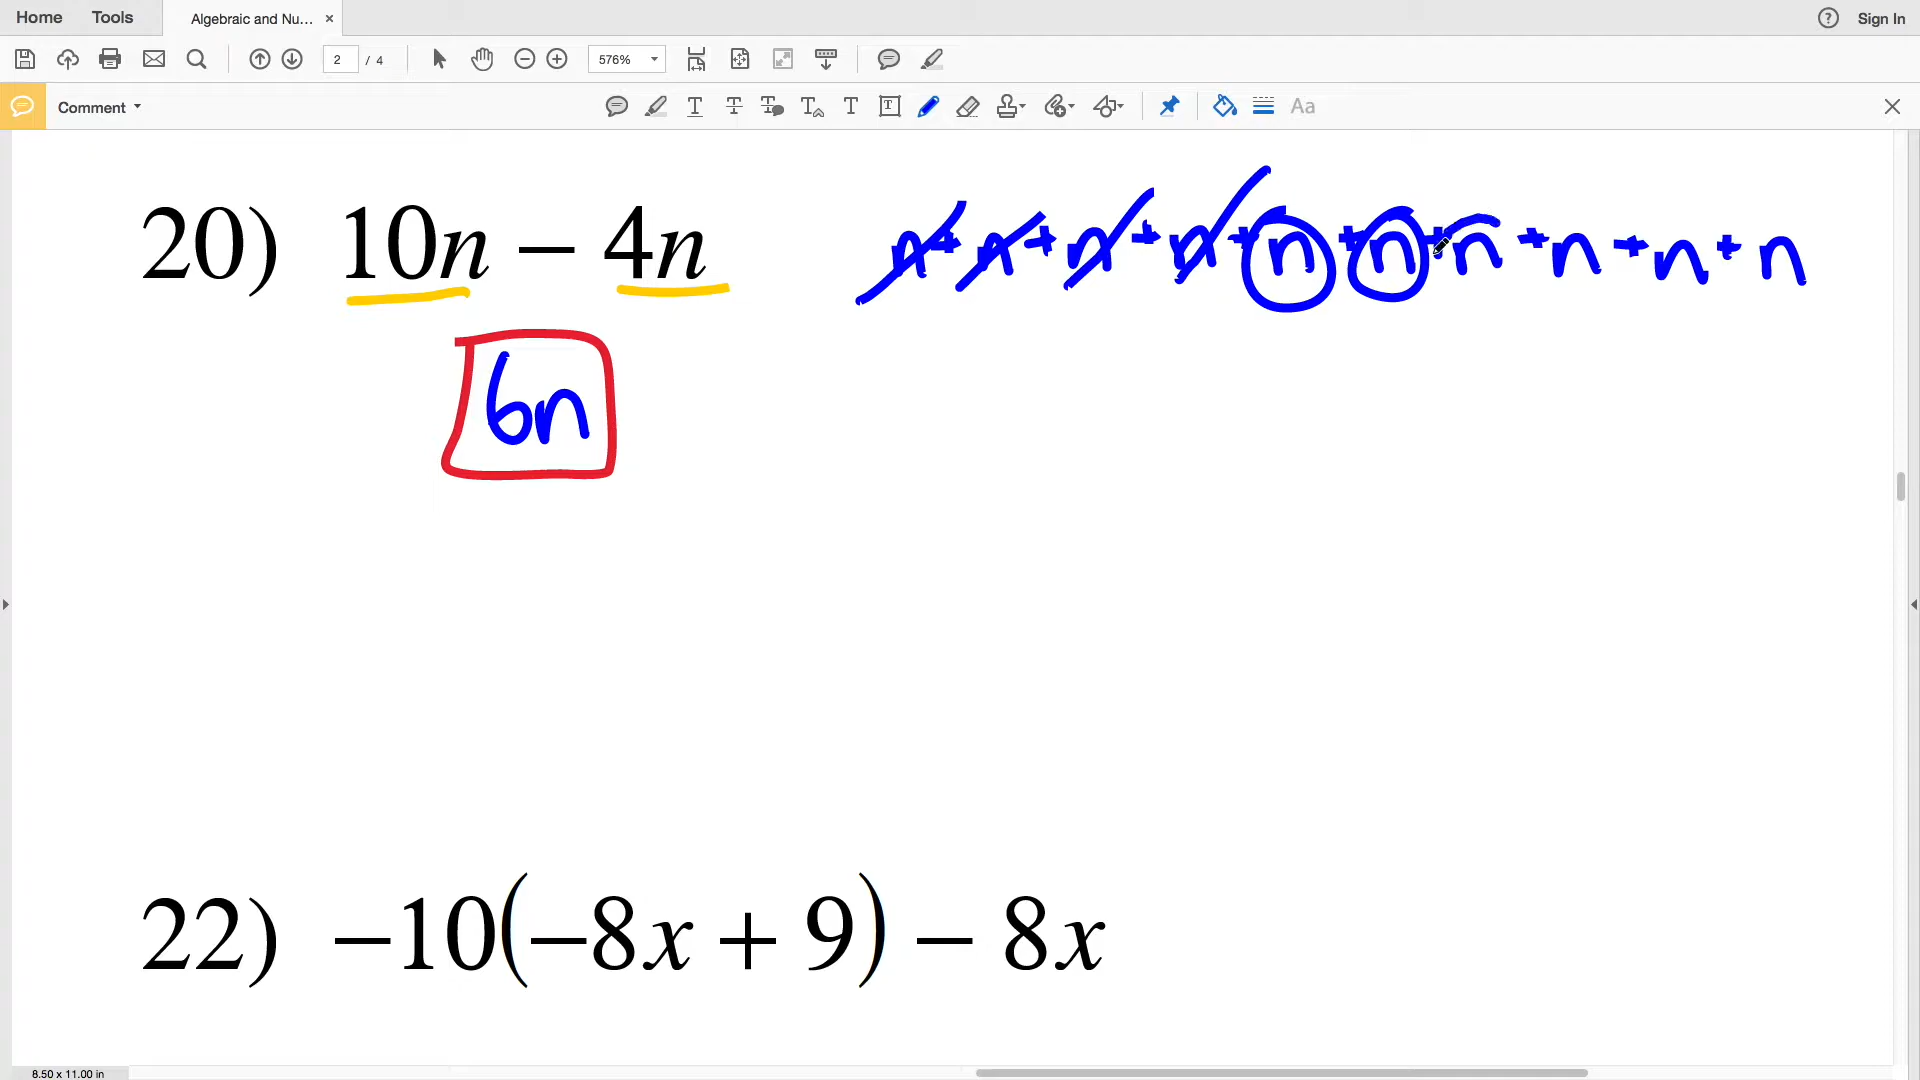 Home Tools Algebraic and Nu... × ? Sign In
2 / 4 576%
Comment T T T T T T Aa
20) 10n − 4n n + n + n + n + n + n + n + n + n + n
6n
22) −10(−8x + 9) − 8x
8.50 x 11.00 in